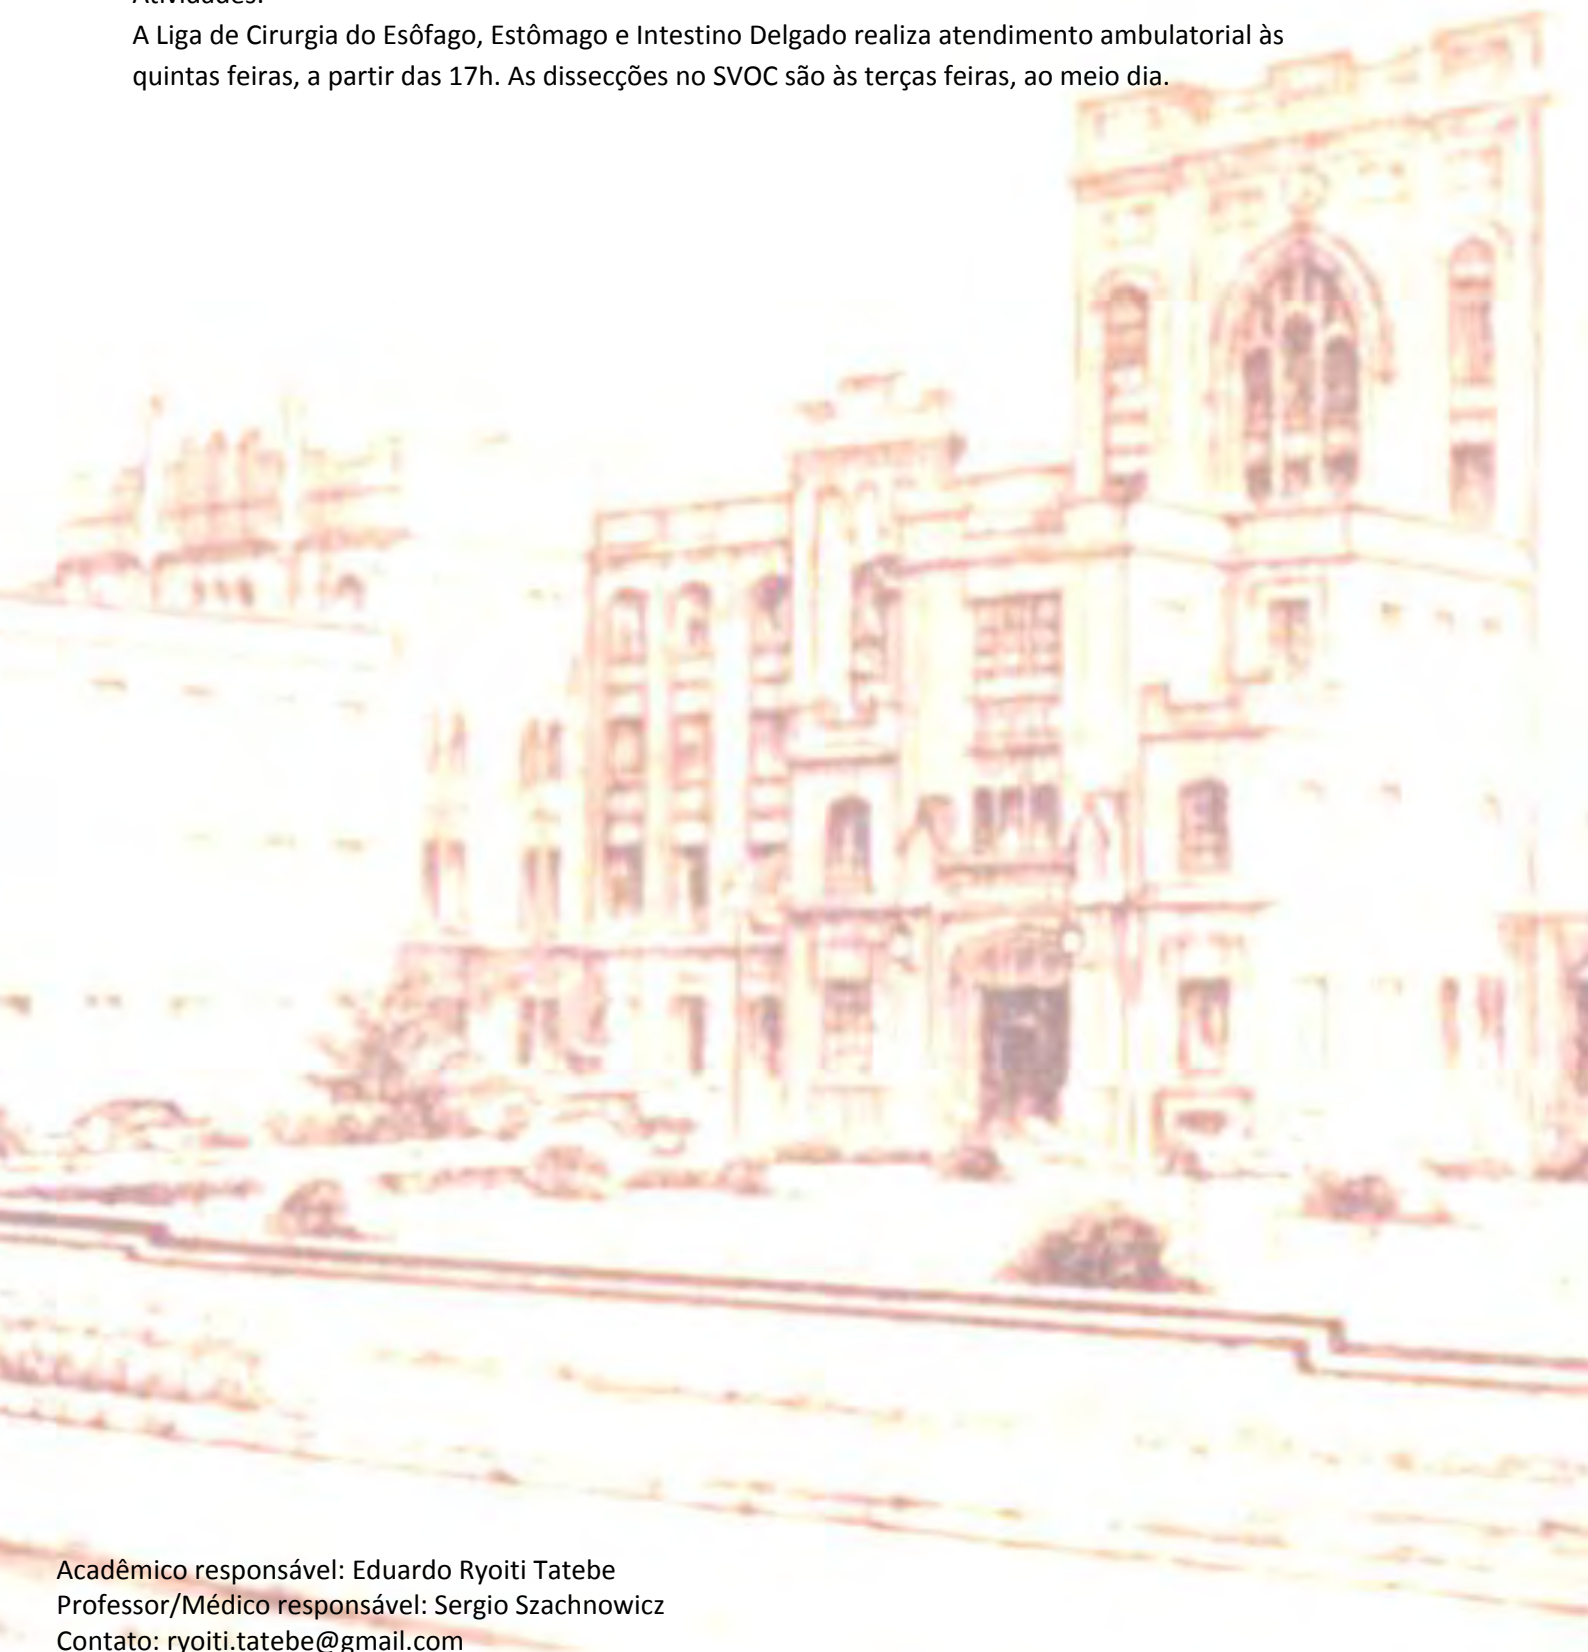 Atividades:
A Liga de Cirurgia do Esôfago, Estômago e Intestino Delgado realiza atendimento ambulatorial às
quintas feiras, a partir das 17h. As dissecções no SVOC são às terças feiras, ao meio dia.
Acadêmico responsável: Eduardo Ryoiti Tatebe
Professor/Médico responsável: Sergio Szachnowicz
Contato: ryoiti.tatebe@gmail.com